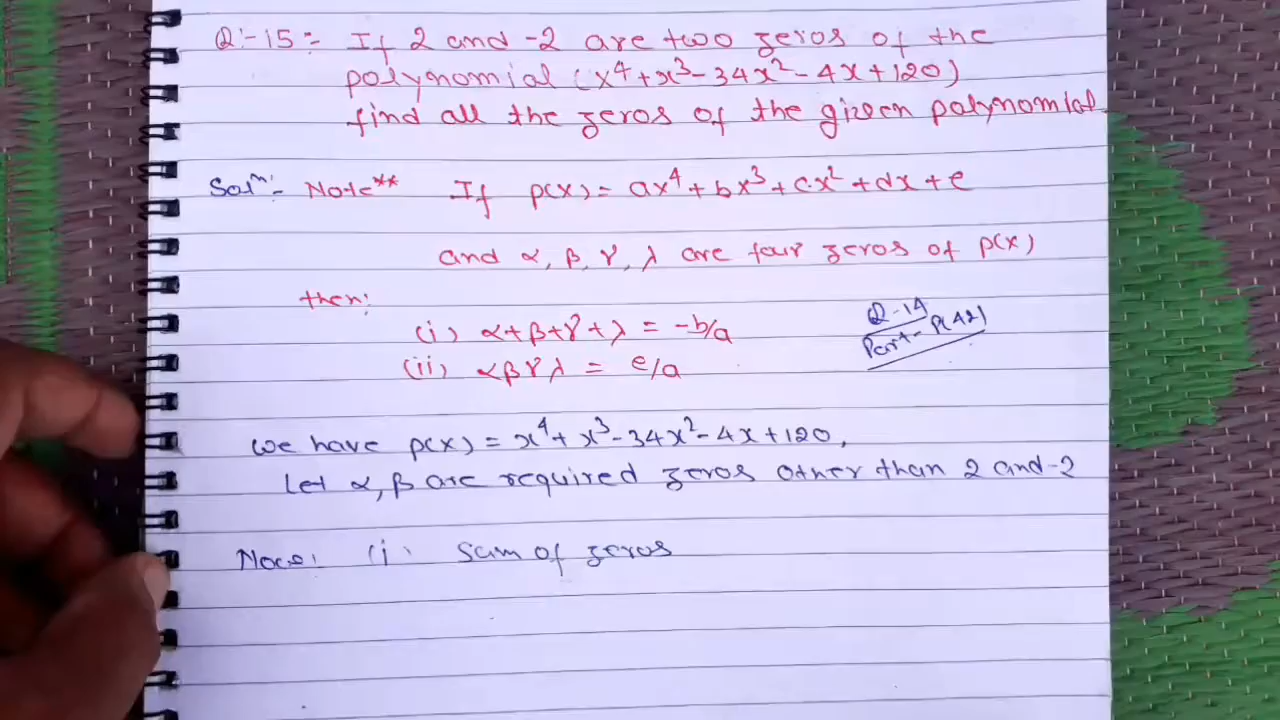 Q:-15:- If 2 and -2 are two zeros of the
polynomial (x⁴+x³-34x²-4x+120)
find all the zeros of the given polynomial
Solⁿ:- Note** If p(x) = ax⁴+bx³+cx²+dx+e
and α, β, γ, λ are four zeros of p(x)
then:
(i) α+β+γ+λ = -b/a
(ii) αβγλ = e/a
Q-14
Part-P(42)
we have p(x) = x⁴+x³-34x²-4x+120,
Let α, β are required zeros other than 2 and -2
Now: (i) Sum of zeros